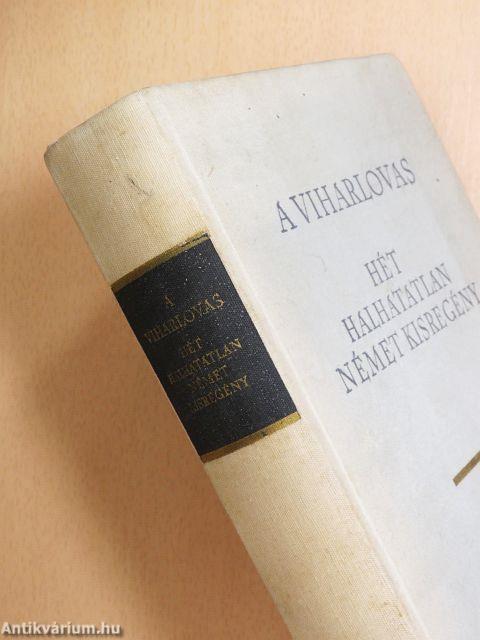 A VIHARLOVAS
HÉT
HALHATATLAN
NÉMET KISREGÉNY
A
VIHARLOVAS
HÉT
HALHATATLAN
NÉMET
KISREGÉNY
Antikvárium.hu